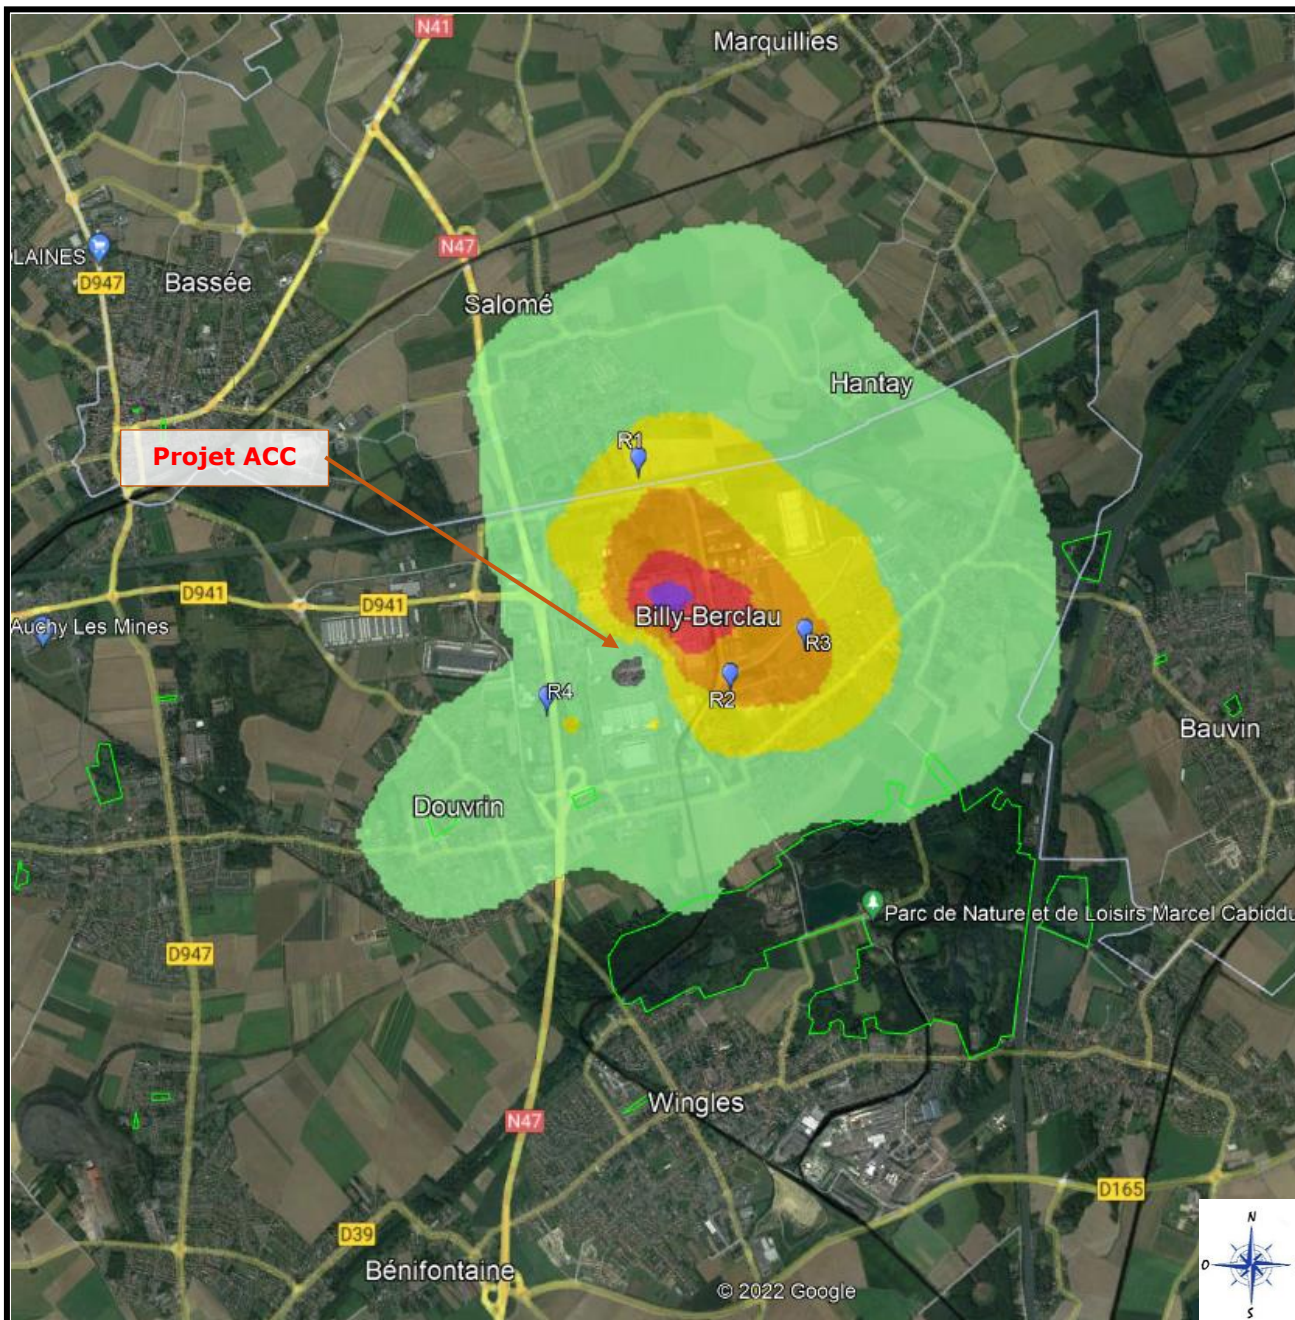 N41
Marquillies
N47
LAINES
D947
Bassée
Salomé
Hantay
R1
Projet ACC
D941
D941
Auchy Les Mines
Billy-Berclau
R3
R2
R4
Bauvin
Douvrin
Parc de Nature et de Loisirs Marcel Cabiddu
D947
Wingles
N47
D165
D39
Bénifontaine
© 2022 Google
N
O
S